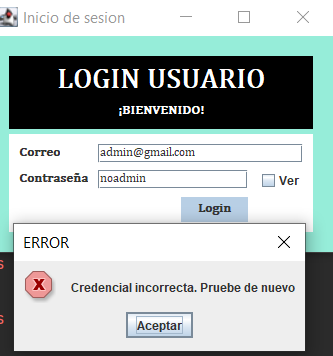 Inicio de sesion
LOGIN USUARIO
¡BIENVENIDO!
Correo admin@gmail.com
Contraseña noadmin Ver
Login
ERROR
Credencial incorrecta. Pruebe de nuevo
Aceptar